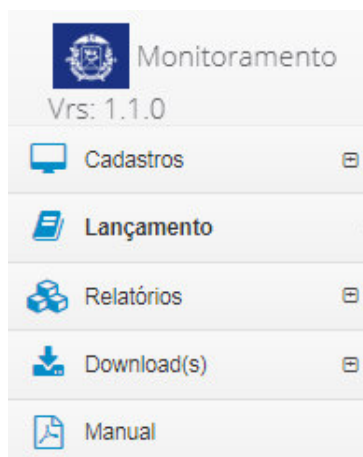 Monitoramento
Vrs: 1.1.0
Cadastros
Lançamento
Relatórios
Download(s)
Manual